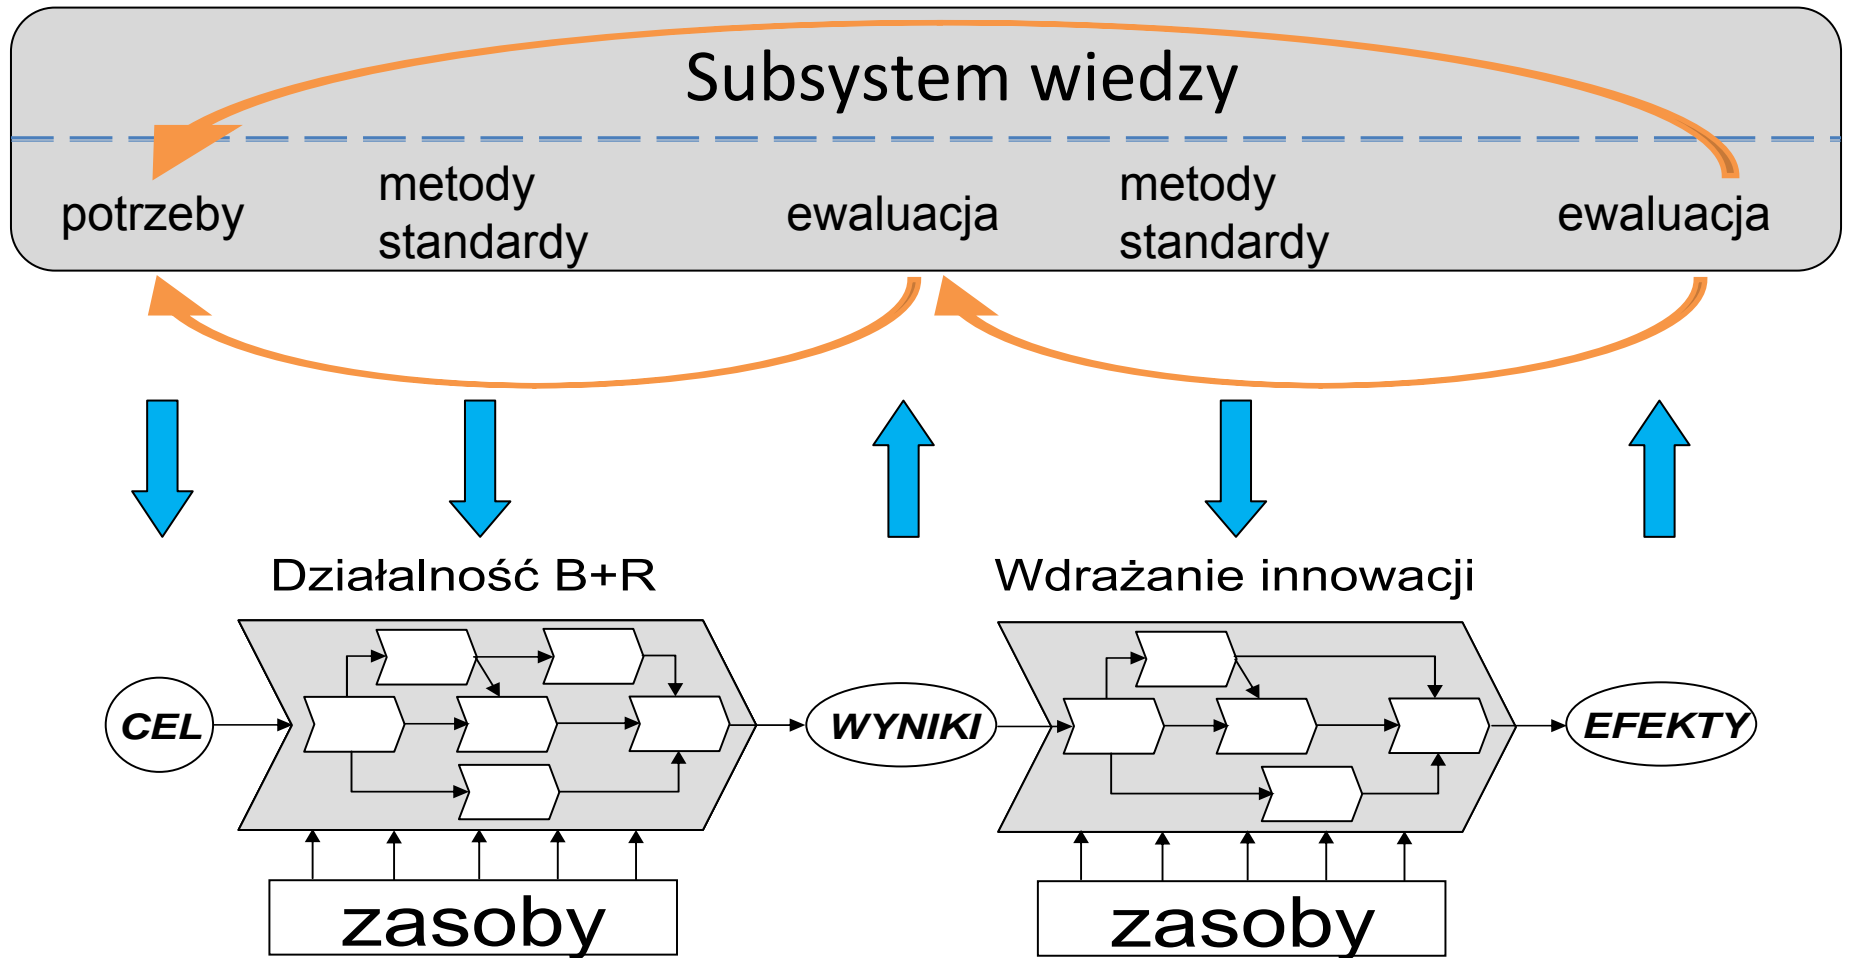 Subsystem wiedzy
potrzeby
metody
standardy
ewaluacja
metody
standardy
ewaluacja
Działalność B+R
Wdrażanie innowacji
CEL
WYNIKI
EFEKTY
zasoby
zasoby